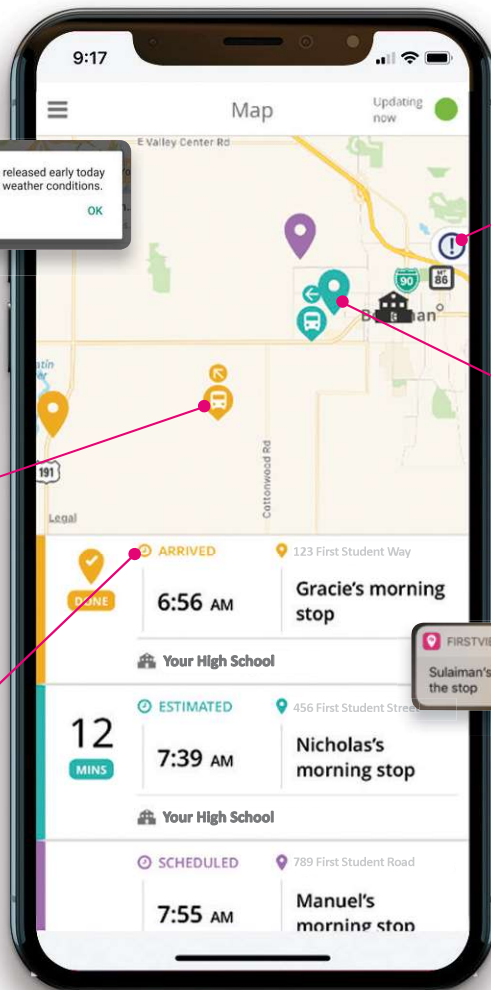 9:17
Map
Updating
now
E Valley Center Rd
released early today
weather conditions.
OK
90
MT
86
191
Cottonwood Rd
Legal
ARRIVED
123 First Student Way
DONE
6:56 AM
Gracie's morning
stop
Your High School
FIRSTVIE
Sulaiman's
the stop
ESTIMATED
456 First Student Street
12
MINS
7:39 AM
Nicholas's
morning stop
Your High School
SCHEDULED
789 First Student Road
7:55 AM
Manuel's
morning stop